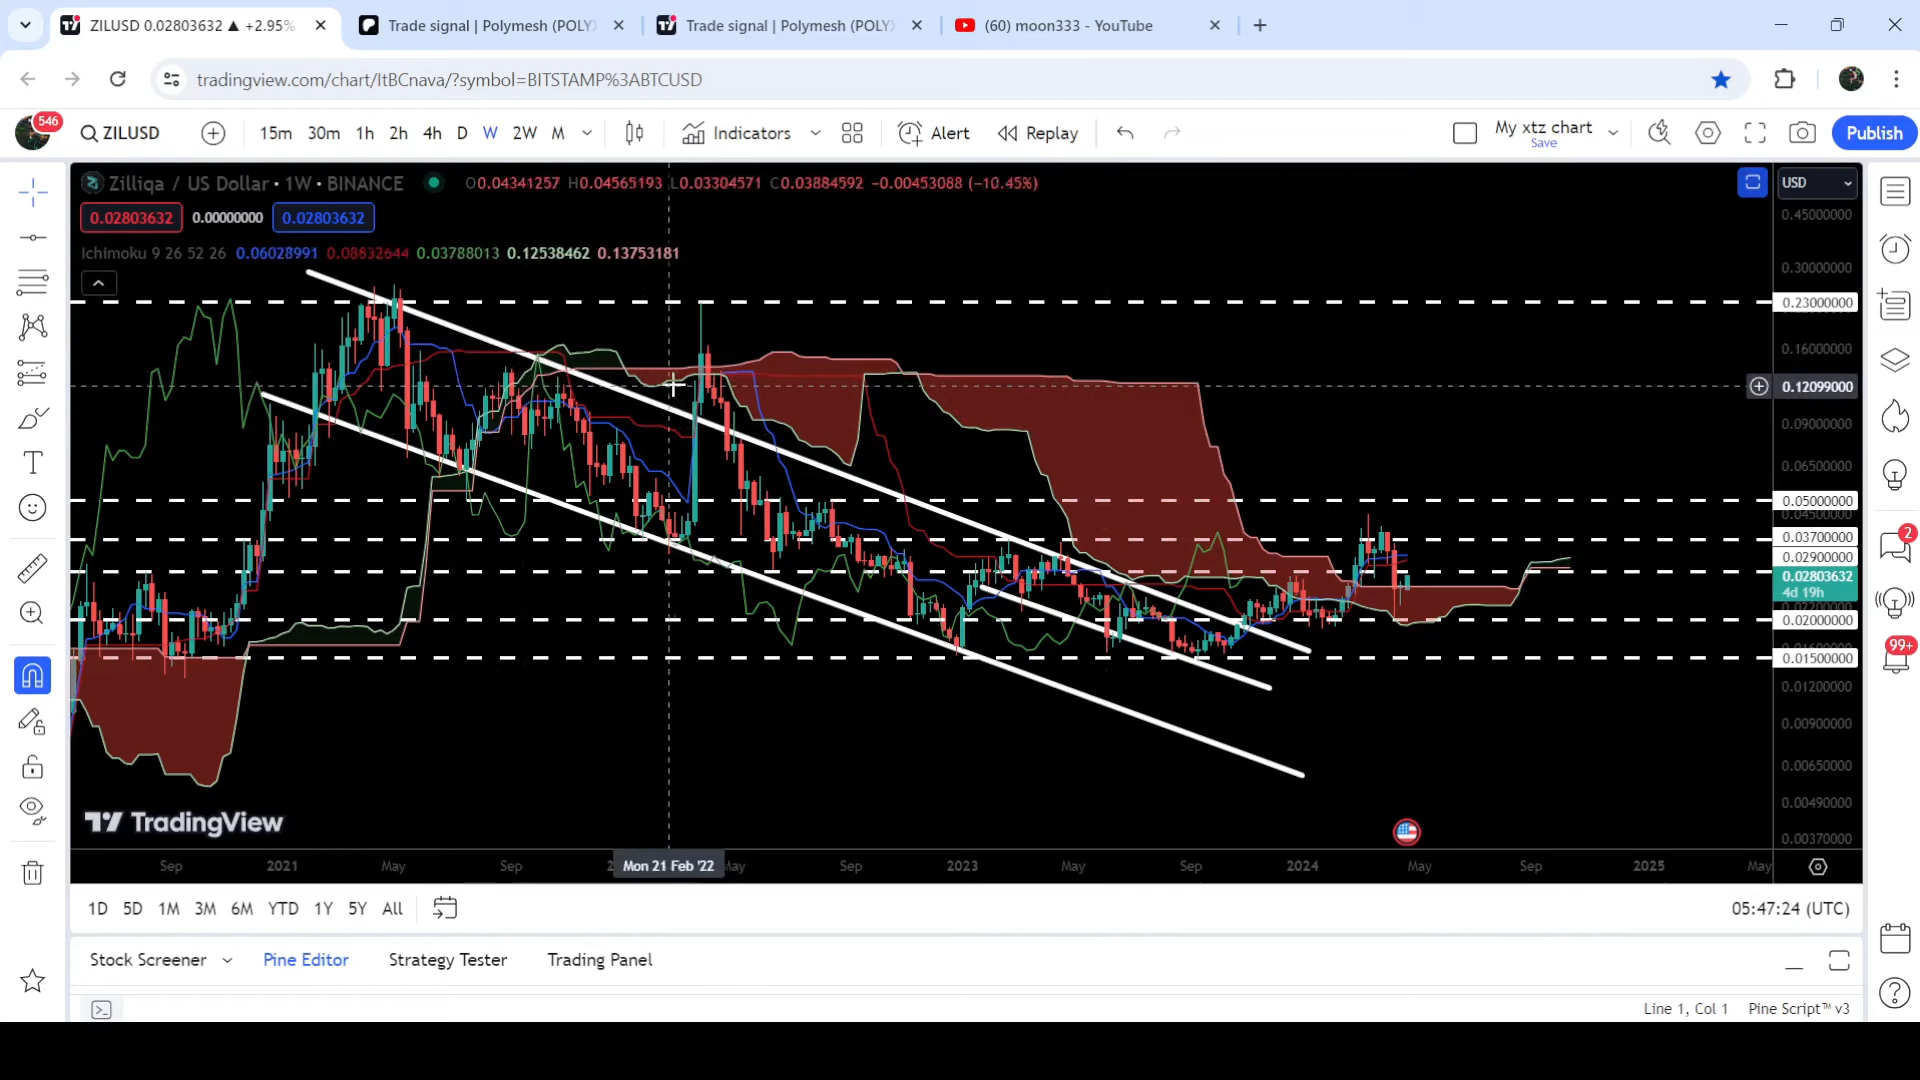 ZILUSD 0.02803632 ▲ +2.95%
Trade signal | Polymesh (POLY
Trade signal | Polymesh (POLY
(60) moon333 - YouTube
tradingview.com/chart/ItBCnava/?symbol=BITSTAMP%3ABTCUSD
546
ZILUSD
15m 30m 1h 2h 4h D W 2W M
Indicators
Alert
Replay
My xtz chart
Save
Publish
Zilliqa / US Dollar • 1W • BINANCE
O0.04341257 H0.04565193 L0.03304571 C0.03884592 −0.00453088 (−10.45%)
USD
0.02803632 0.00000000 0.02803632
0.45000000
Ichimoku 9 26 52 26 0.06028991 0.08632644 0.03788013 0.12538462 0.13753181
0.30000000
0.23000000
0.16000000
0.12099000
0.09000000
0.06500000
0.05000000
0.04500000
0.03700000
0.02900000
0.02803632
4d 19h
0.02200000
0.02000000
0.01500000
0.01200000
0.00900000
0.00650000
0.00490000
0.00370000
2
99+
TradingView
Sep 2021 May Sep Mon 21 Feb '22 May Sep 2023 May Sep 2024 May Sep 2025 May
1D 5D 1M 3M 6M YTD 1Y 5Y All
05:47:24 (UTC)
Stock Screener
Pine Editor
Strategy Tester
Trading Panel
Line 1, Col 1
Pine Script™ v3